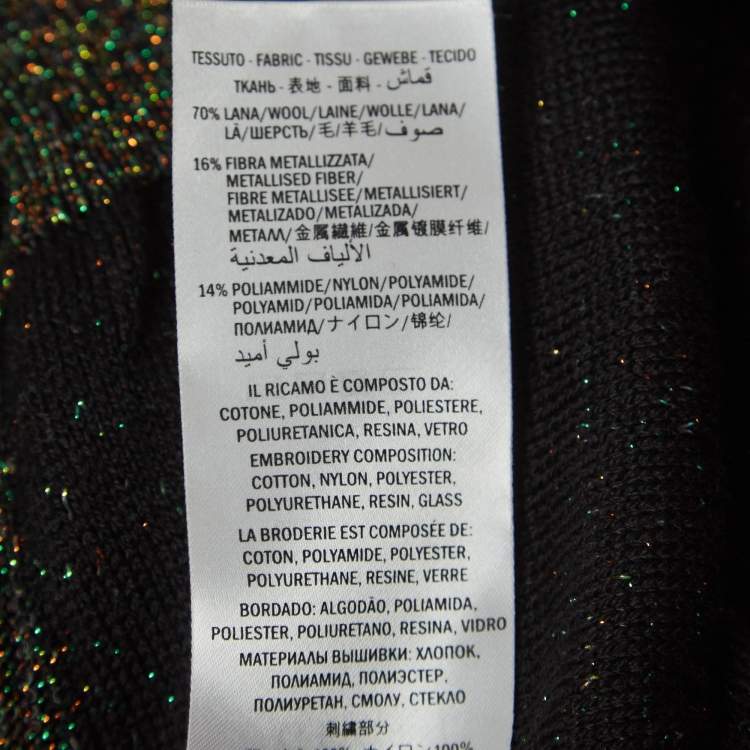 TESSUTO - FABRIC - TISSU - GEWEBE - TECIDO
ТКАНЬ - 表地 - 面料 - قماش
70% LANA/WOOL/LAINE/WOLLE/LANA/
LÃ/ШЕРСТЬ/毛/羊毛/صوف
16% FIBRA METALLIZZATA/
METALLISED FIBER/
FIBRE METALLISEE/METALLISIERT/
METALIZADO/METALIZADA/
МЕТАЛЛ/金属繊維/金属镀膜纤维/
الألياف المعدنية
14% POLIAMMIDE/NYLON/POLYAMIDE/
POLYAMID/POLIAMIDA/POLIAMIDA/
ПОЛИАМИД/ナイロン/锦纶/
بولي أميد
IL RICAMO È COMPOSTO DA:
COTONE, POLIAMMIDE, POLIESTERE,
POLIURETANICA, RESINA, VETRO
EMBROIDERY COMPOSITION:
COTTON, NYLON, POLYESTER,
POLYURETHANE, RESIN, GLASS
LA BRODERIE EST COMPOSÉE DE:
COTON, POLYAMIDE, POLYESTER,
POLYURETHANE, RESINE, VERRE
BORDADO: ALGODÃO, POLIAMIDA,
POLIESTER, POLIURETANO, RESINA, VIDRO
МАТЕРИАЛЫ ВЫШИВКИ: ХЛОПОК,
ПОЛИАМИД, ПОЛИЭСТЕР,
ПОЛИУРЕТАН, СМОЛУ, СТЕКЛО
刺繍部分